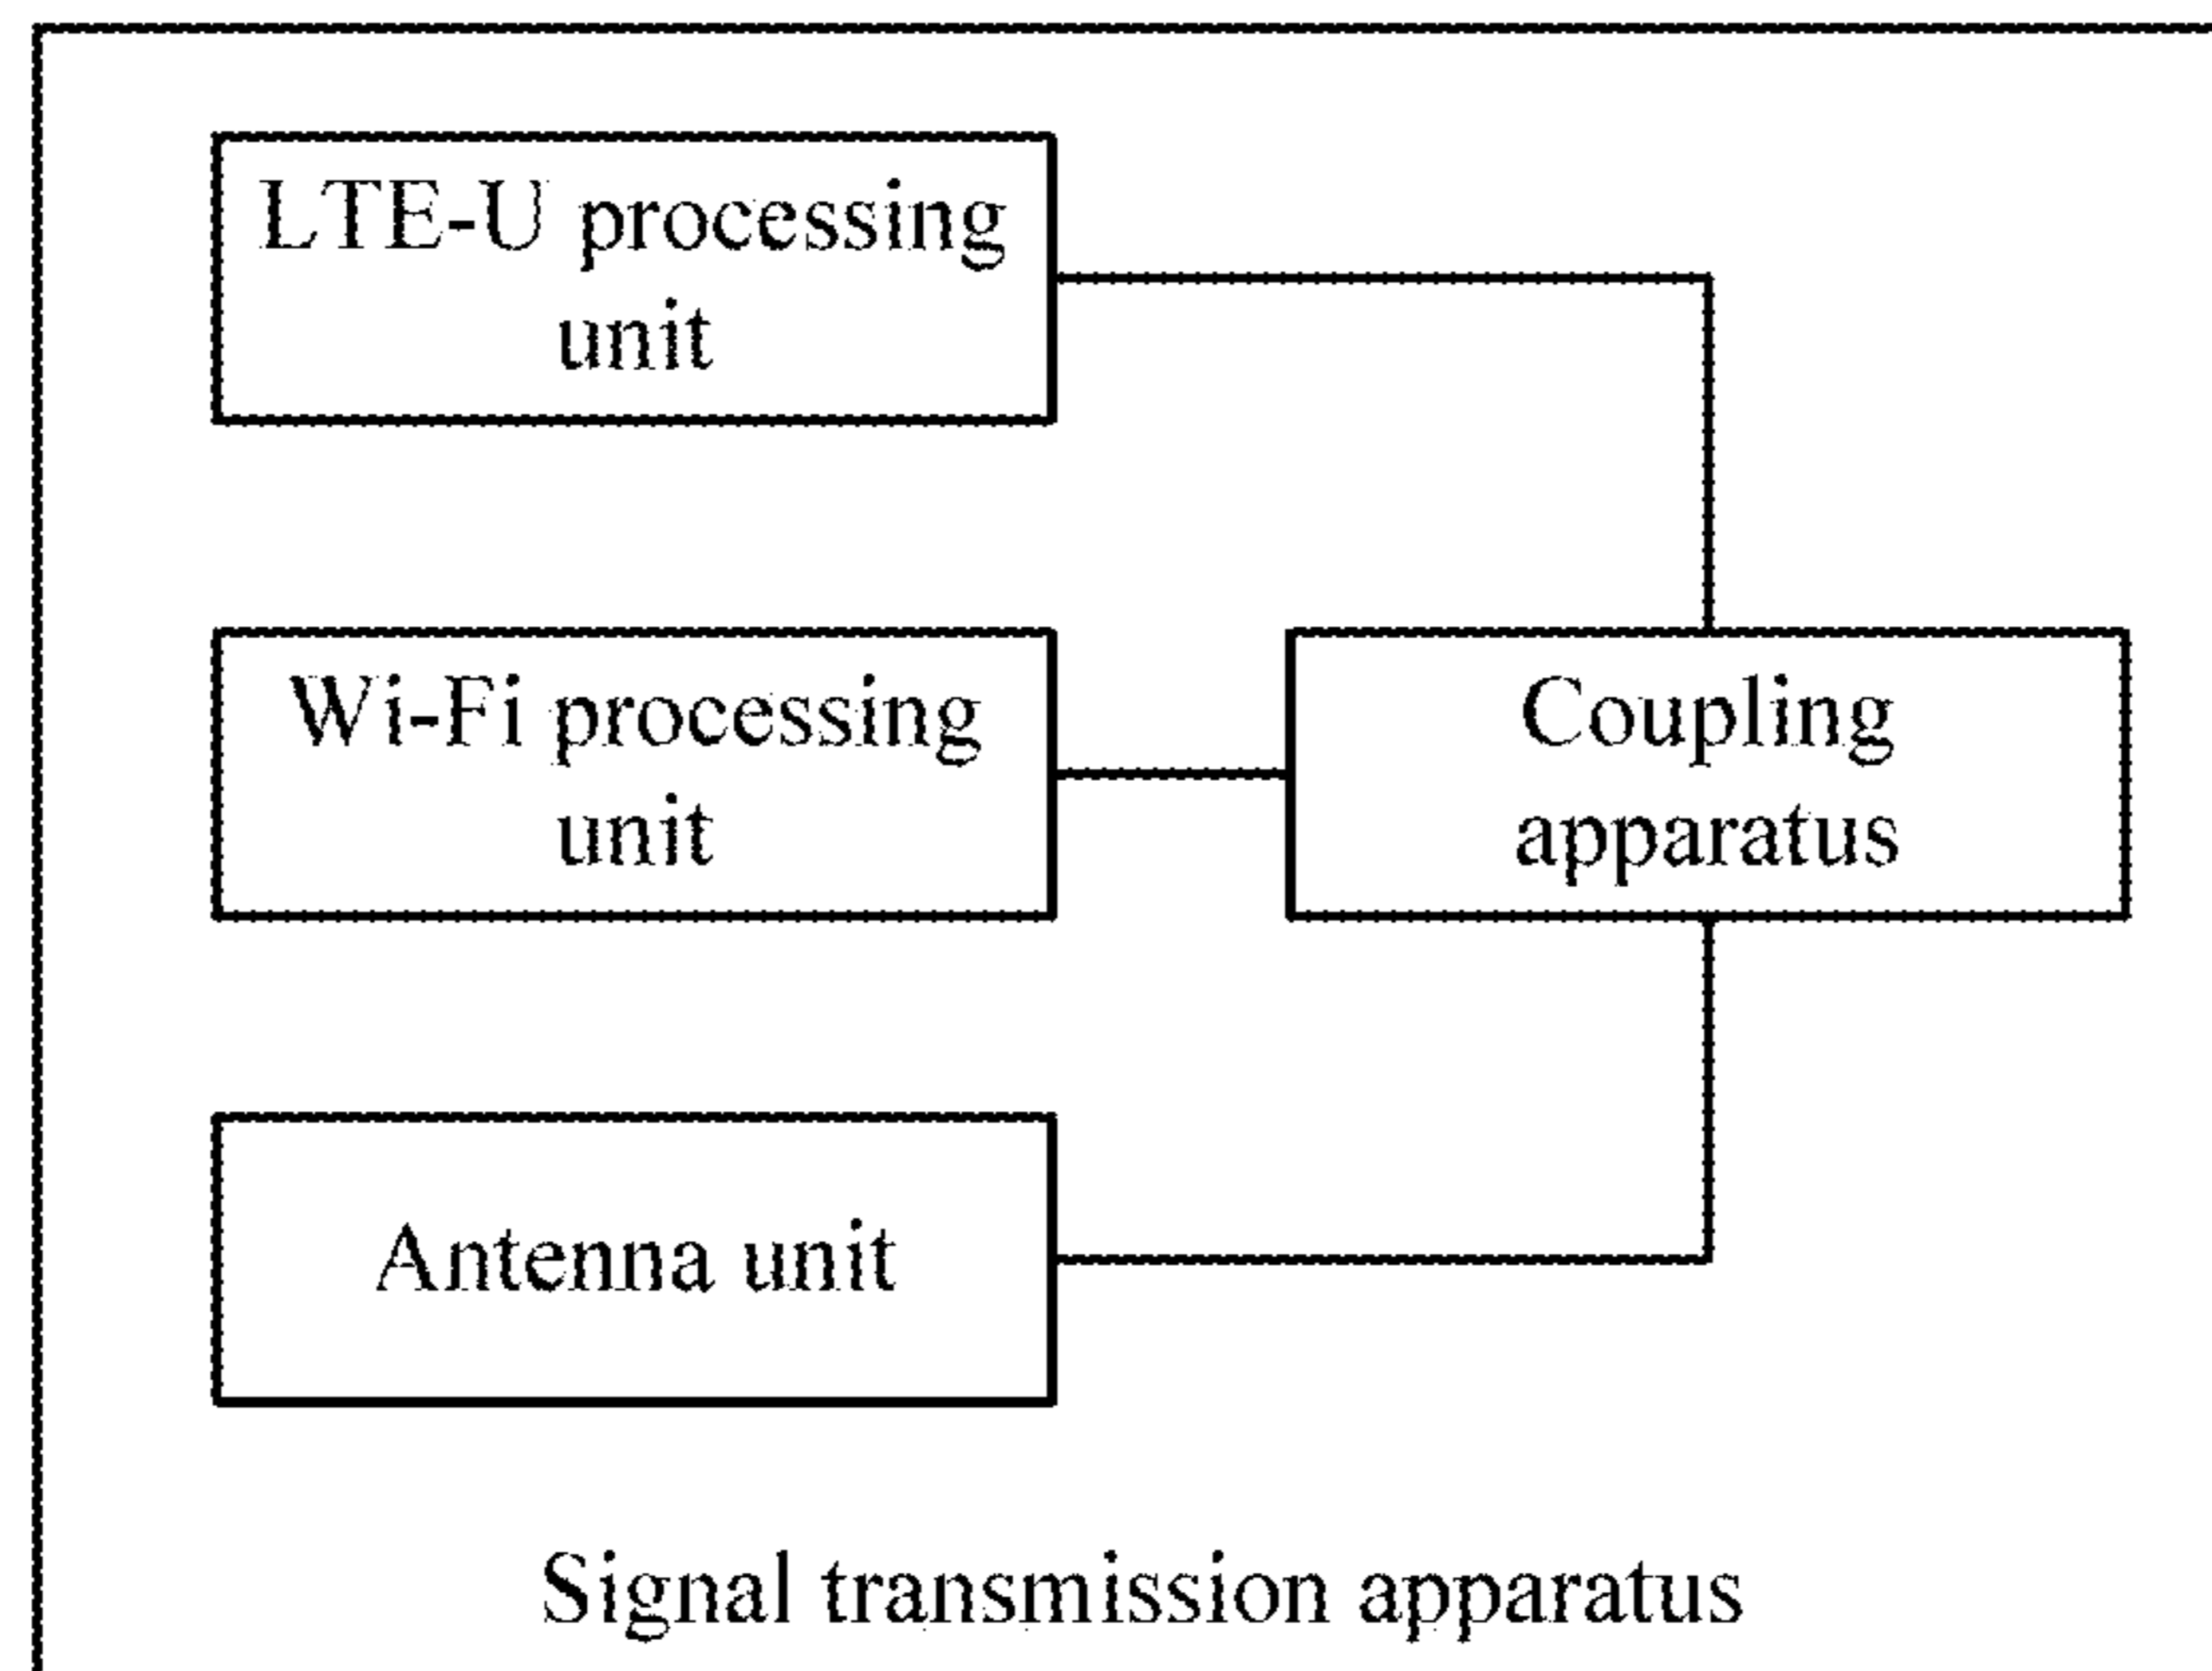 LTE-U processing
unit
Wi-Fi processing
unit
Coupling
apparatus
Antenna unit
Signal transmission apparatus